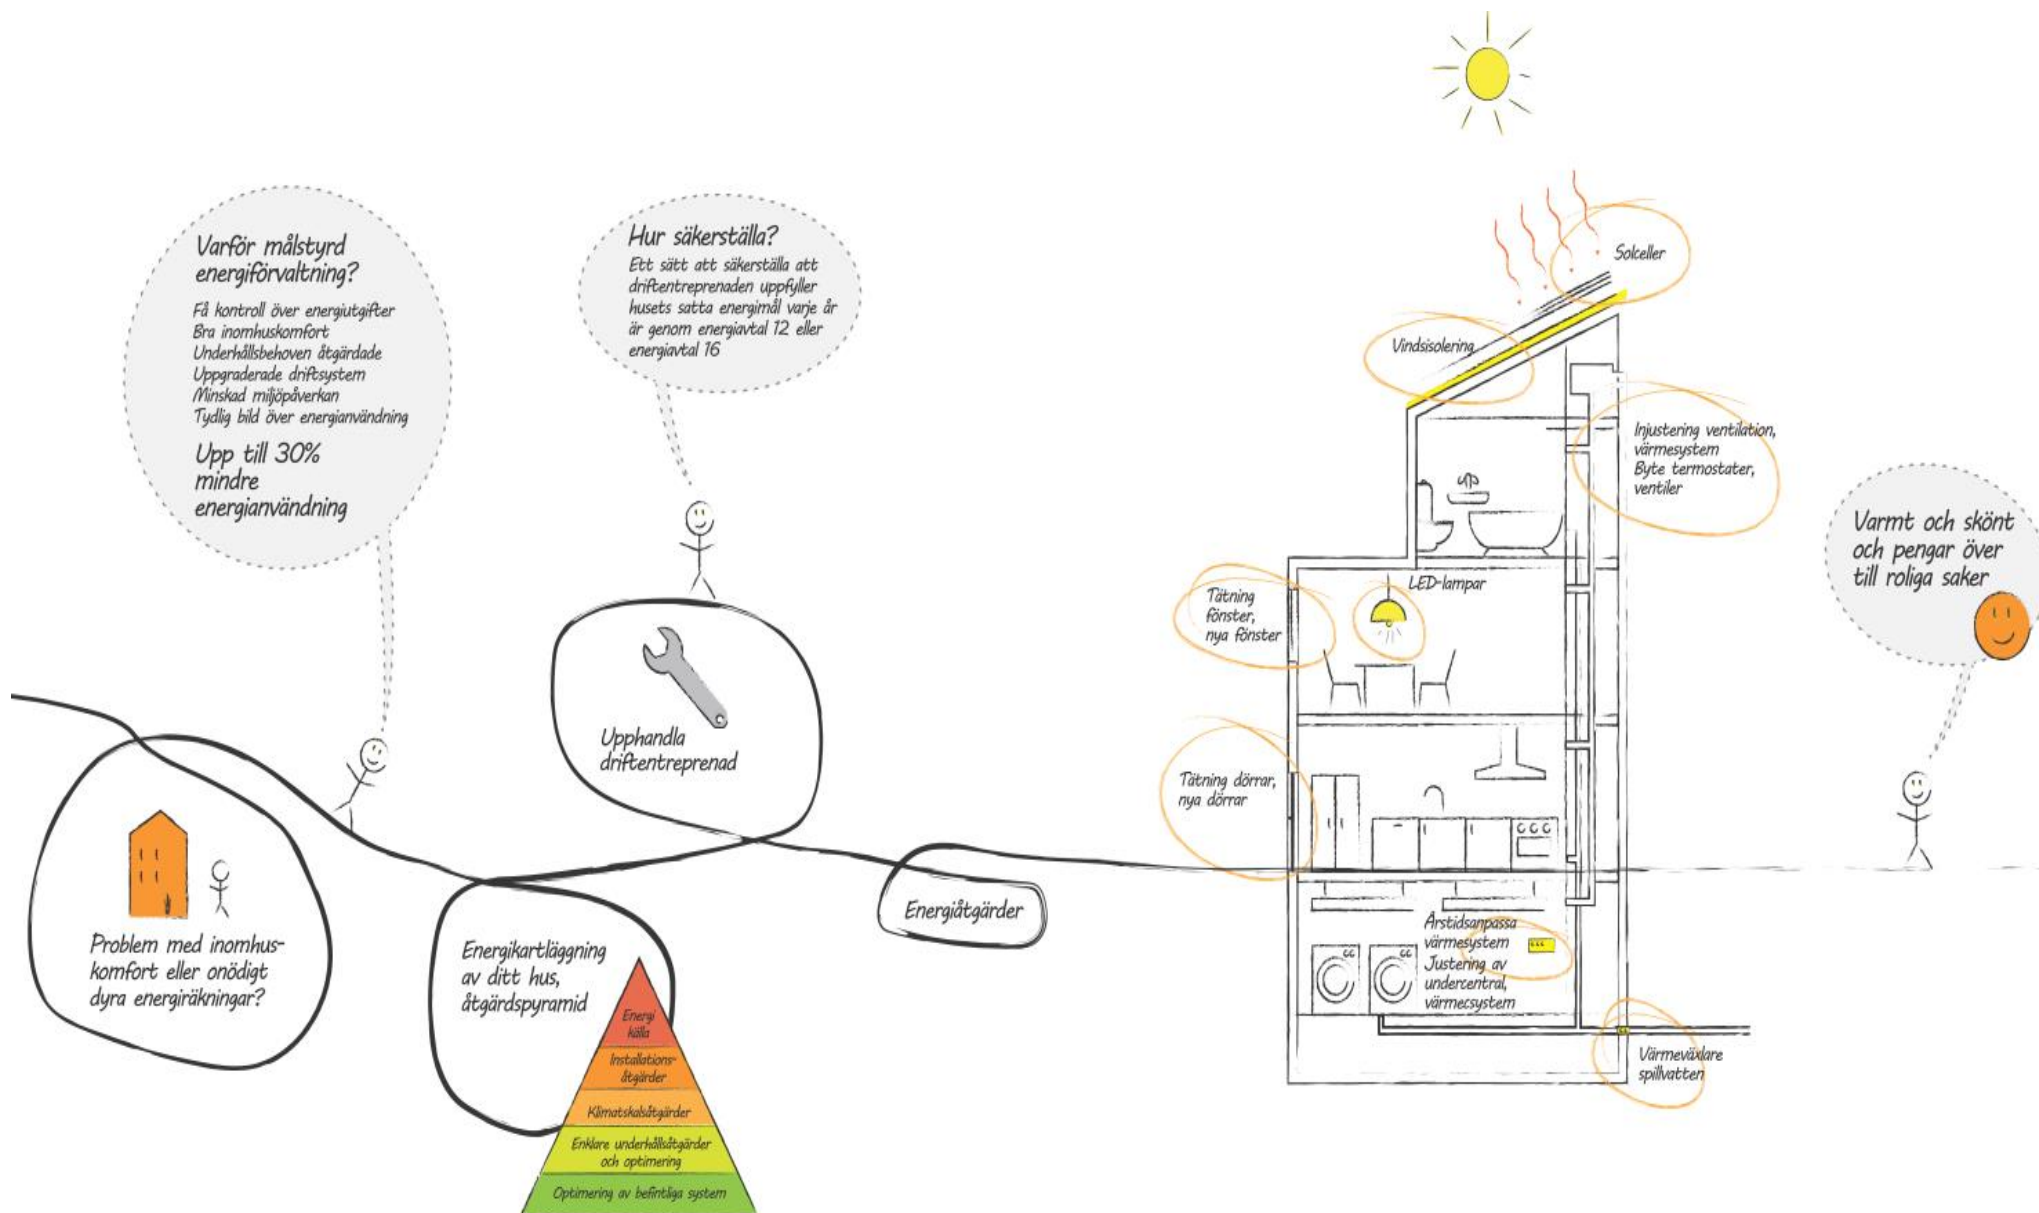 Varför målstyrd
energiförvaltning?
Få kontroll över energiutgifter
Bra inomhuskomfort
Underhållsbehoven åtgärdade
Uppgraderade driftsystem
Minskad miljöpåverkan
Tydlig bild över energianvändning
Upp till 30%
mindre
energianvändning
Hur säkerställa?
Ett sätt att säkerställa att
driftentreprenaden uppfyller
husets satta energimål varje år
är genom energiavtal 12 eller
energiavtal 16
Problem med inomhus-
komfort eller onödigt
dyra energiräkningar?
Energikartläggning
av ditt hus,
åtgärdspyramid
Energi
källa
Installations-
åtgärder
Klimatskalsåtgärder
Enklare underhållsåtgärder
och optimering
Optimering av befintliga system
Upphandla
driftentreprenad
Energiåtgärder
Solceller
Vindsisolering
Injustering ventilation,
värmesystem
Byte termostater,
ventiler
LED-lampar
Tätning
fönster,
nya fönster
Tätning dörrar,
nya dörrar
Årstidsanpassa
värmesystem
Justering av
undercentral,
värmecsystem
Värmeväxlare
spillvatten
Varmt och skönt
och pengar över
till roliga saker